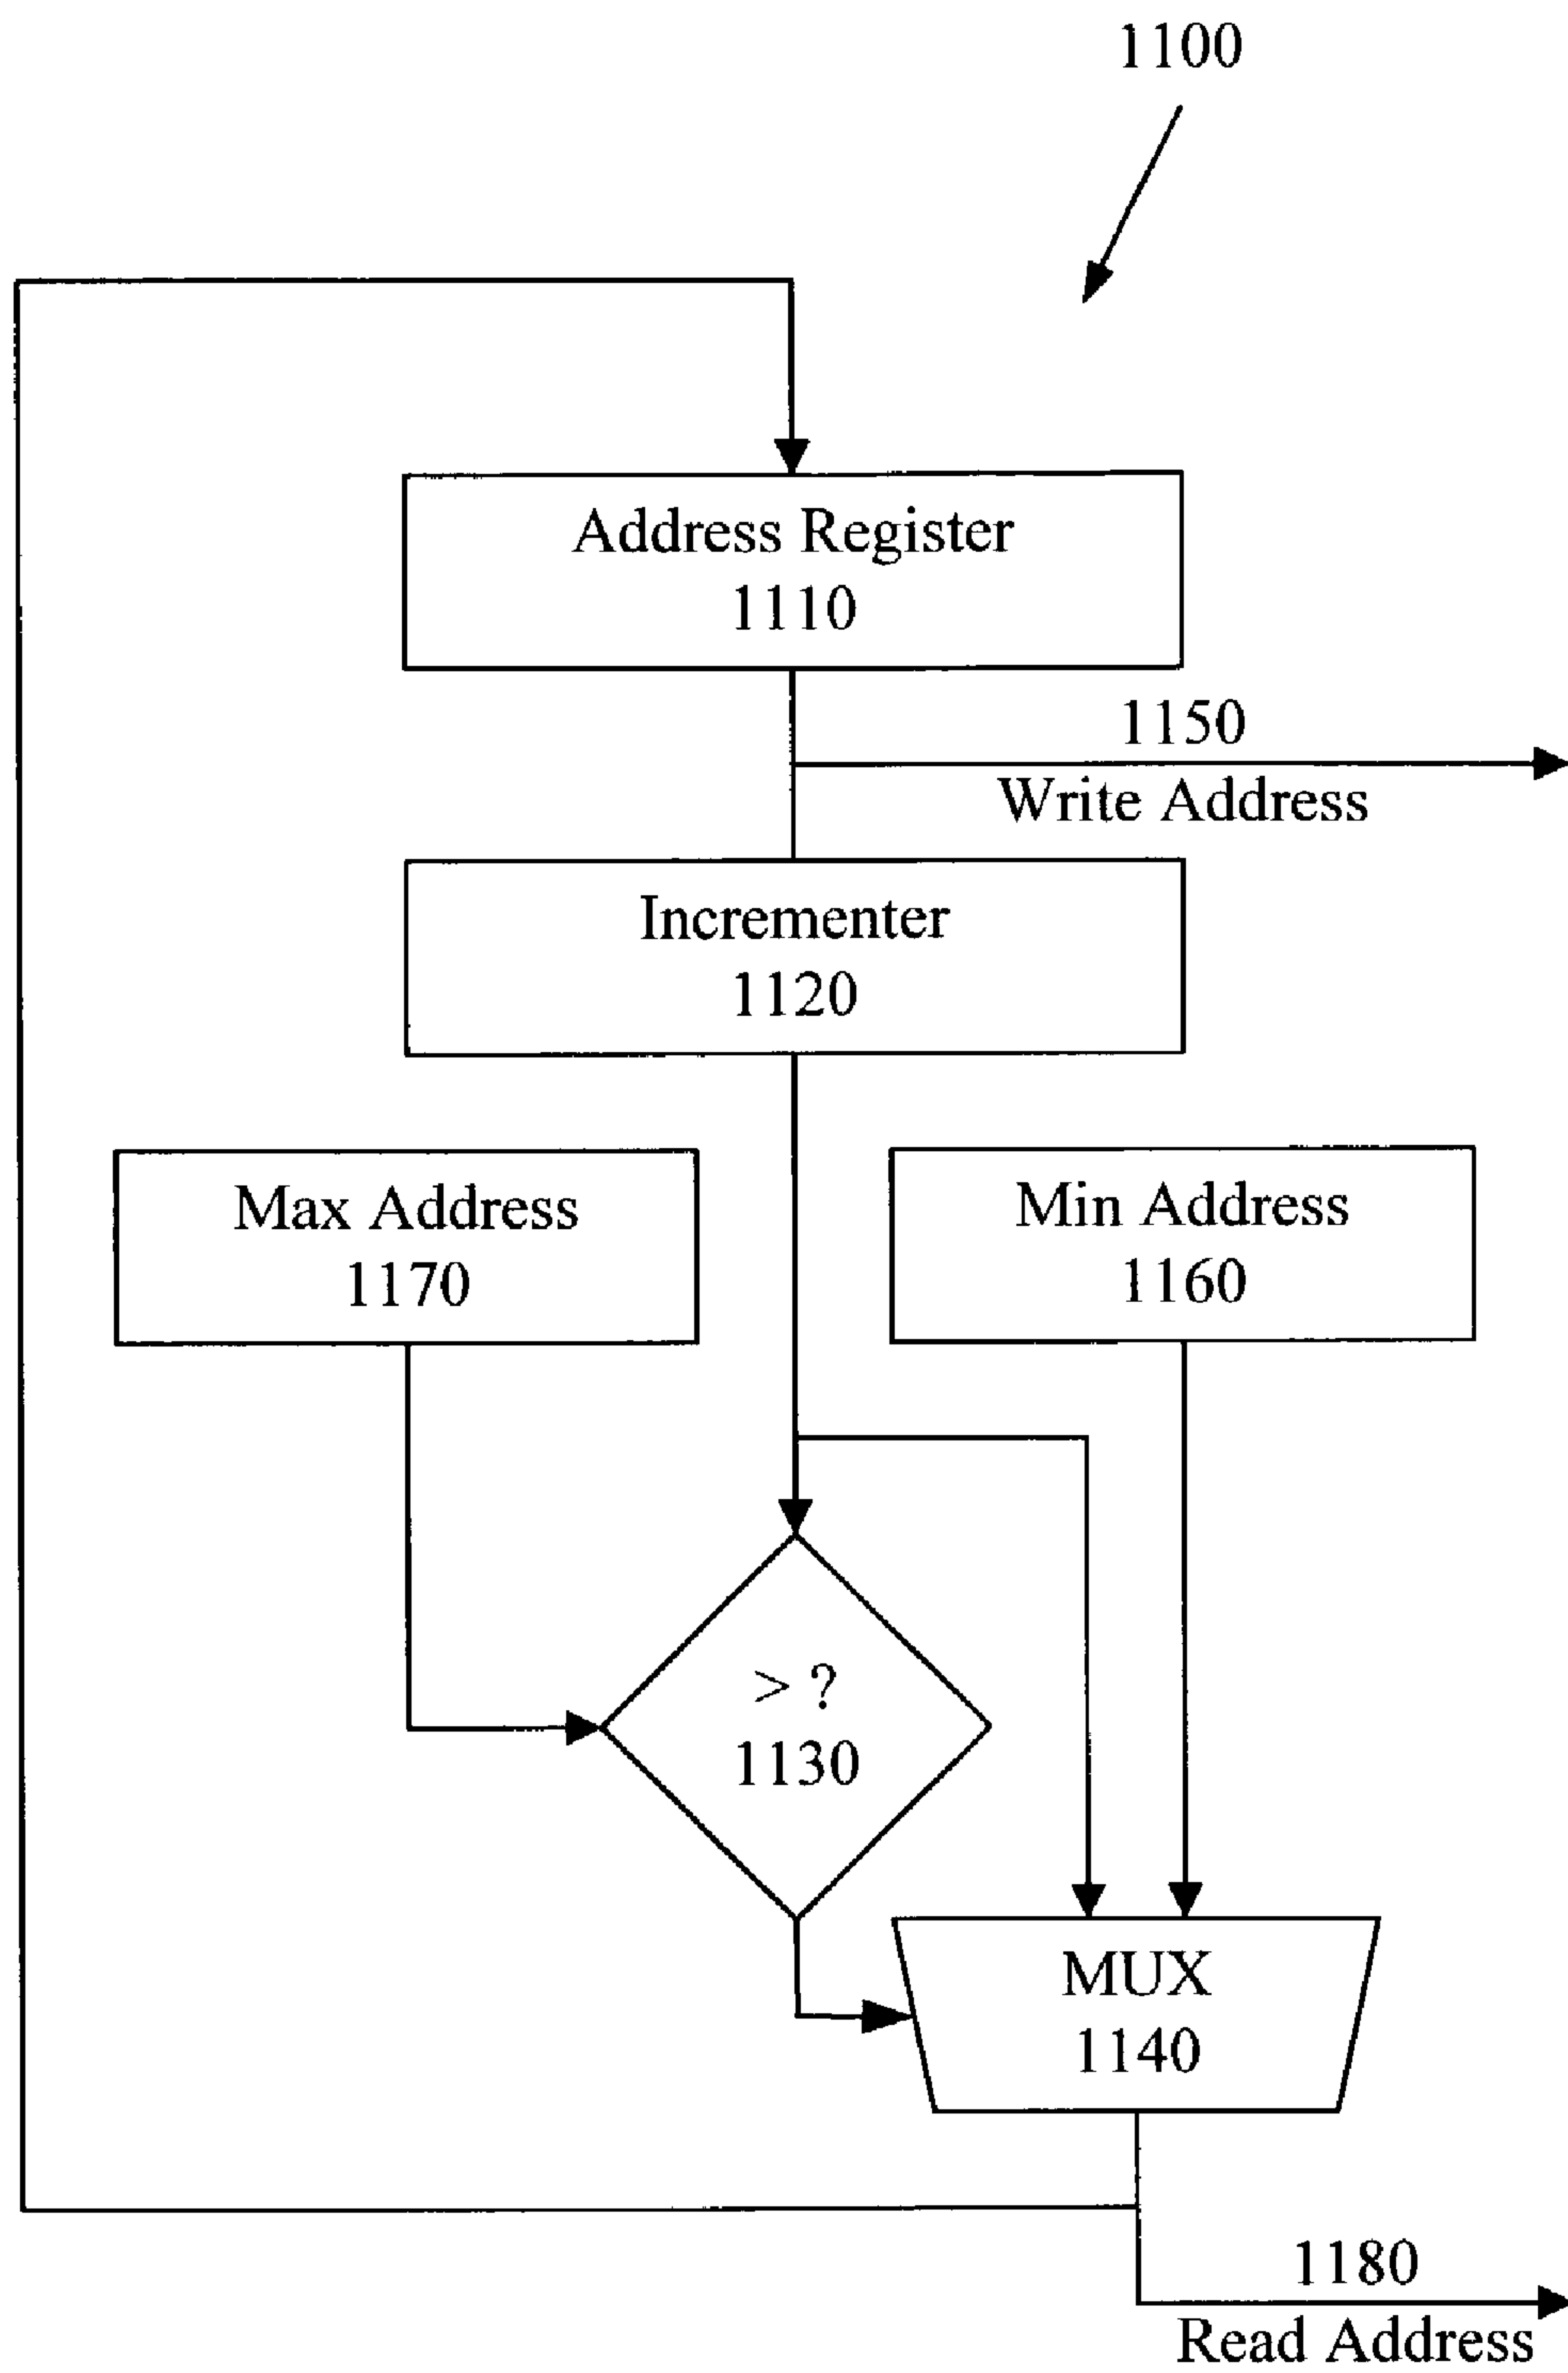 1100
Address Register
1110
1150
Write Address
Incrementer
1120
Max Address
1170
Min Address
1160
> ?
1130
MUX
1140
1180
Read Address